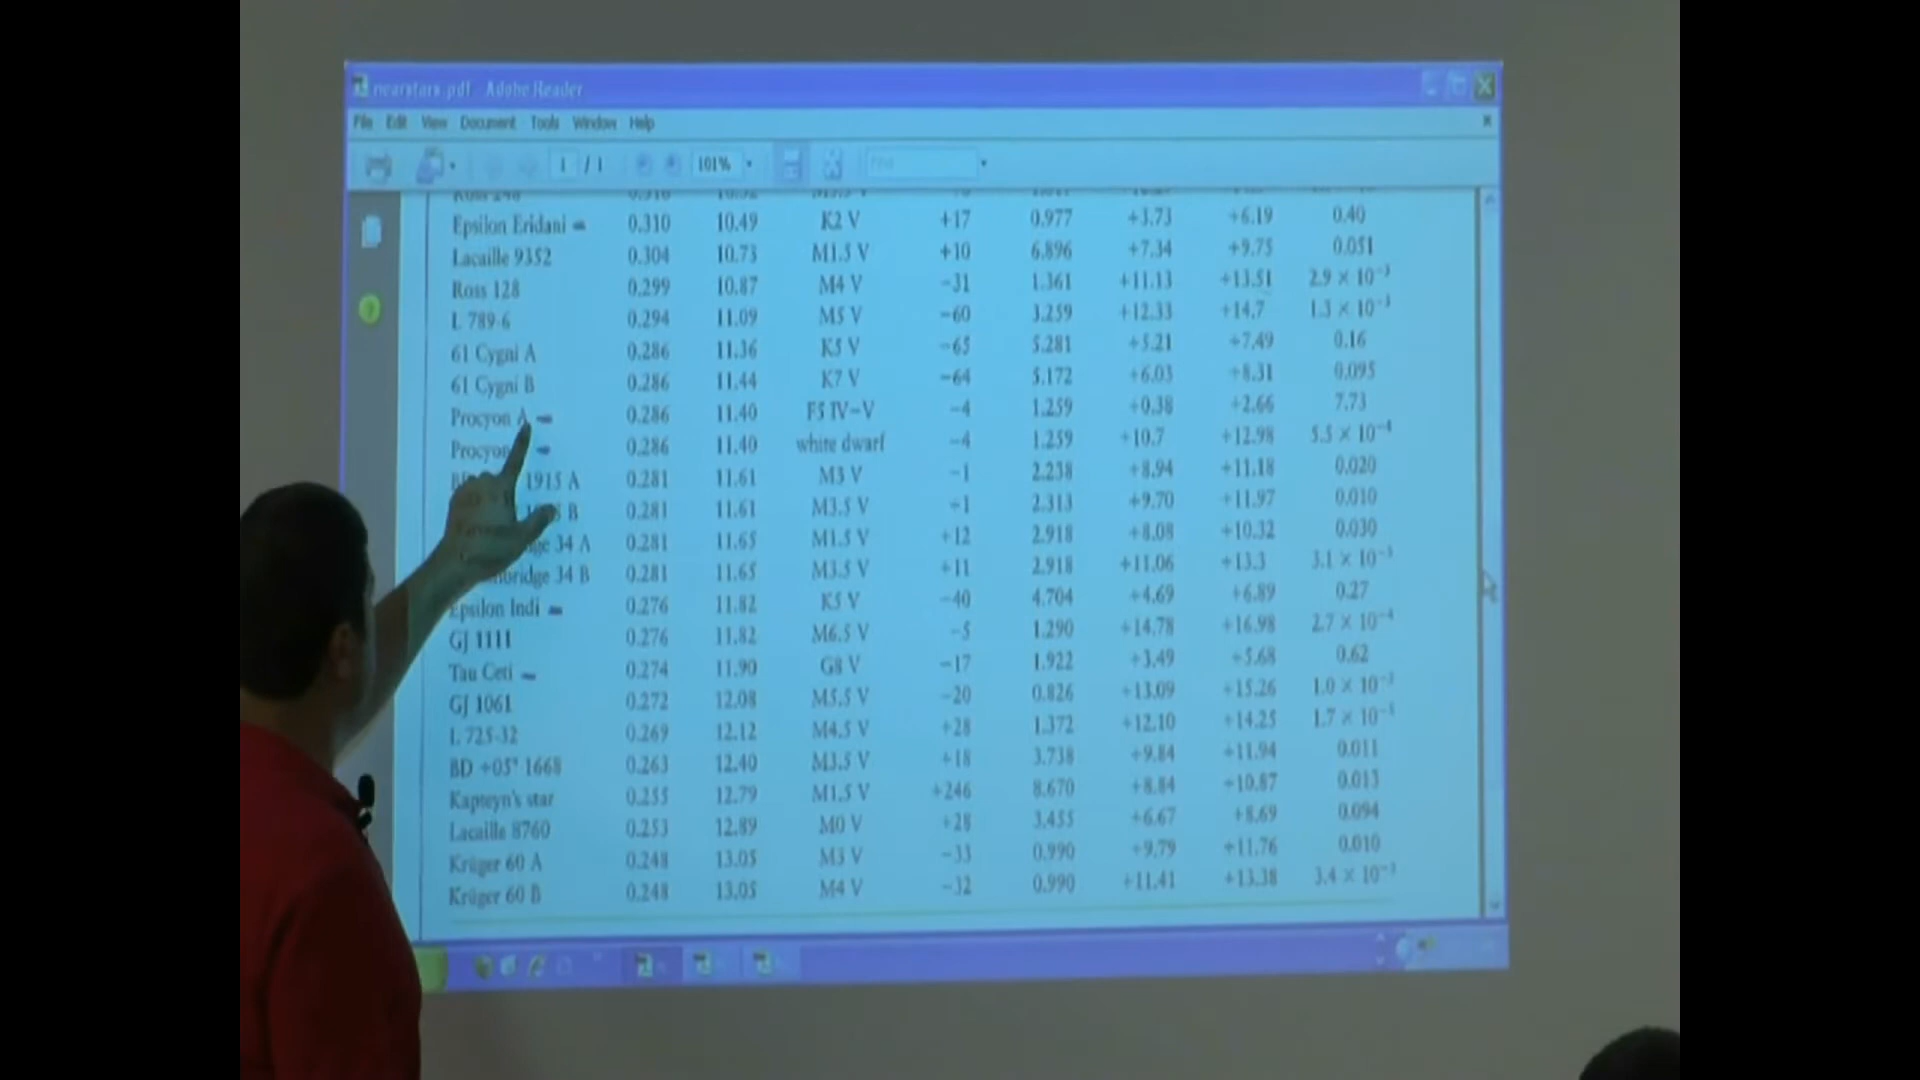 nearstars.pdf - Adobe Reader
File Edit View Document Tools Window Help
1 / 1 101%
Ross 248 0.316 10.32
Epsilon Eridani 0.310 10.49 K2 V +17 0.977 +3.73 +6.19 0.40
Lacaille 9352 0.304 10.73 M1.5 V +10 6.896 +7.34 +9.75 0.051
Ross 128 0.299 10.87 M4 V −31 1.361 +11.13 +13.51 2.9 × 10⁻³
L 789-6 0.294 11.09 M5 V −60 3.259 +12.33 +14.7 1.3 × 10⁻³
61 Cygni A 0.286 11.36 K5 V −65 5.281 +5.21 +7.49 0.16
61 Cygni B 0.286 11.44 K7 V −64 5.172 +6.03 +8.31 0.095
Procyon A 0.286 11.40 F5 IV–V −4 1.259 +0.38 +2.66 7.73
Procyon 0.286 11.40 white dwarf −4 1.259 +10.7 +12.98 5.5 × 10⁻⁴
1915 A 0.281 11.61 M3 V −1 2.238 +8.94 +11.18 0.020
B 0.281 11.61 M3.5 V +1 2.313 +9.70 +11.97 0.010
34 A 0.281 11.65 M1.5 V +12 2.918 +8.08 +10.32 0.030
bridge 34 B 0.281 11.65 M3.5 V +11 2.918 +11.06 +13.3 3.1 × 10⁻³
Epsilon Indi 0.276 11.82 K5 V −40 4.704 +4.69 +6.89 0.27
GJ 1111 0.276 11.82 M6.5 V −5 1.290 +14.78 +16.98 2.7 × 10⁻⁴
Tau Ceti 0.274 11.90 G8 V −17 1.922 +3.49 +5.68 0.62
GJ 1061 0.272 12.08 M5.5 V −20 0.826 +13.09 +15.26 1.0 × 10⁻³
L 725-32 0.269 12.12 M4.5 V +28 1.372 +12.10 +14.25 1.7 × 10⁻³
BD +05° 1668 0.263 12.40 M3.5 V +18 3.738 +9.84 +11.94 0.011
Kapteyn's star 0.255 12.79 M1.5 V +246 8.670 +8.84 +10.87 0.013
Lacaille 8760 0.253 12.89 M0 V +28 3.455 +6.67 +8.69 0.094
Krüger 60 A 0.248 13.05 M3 V −33 0.990 +9.79 +11.76 0.010
Krüger 60 B 0.248 13.05 M4 V −32 0.990 +11.41 +13.38 3.4 × 10⁻³